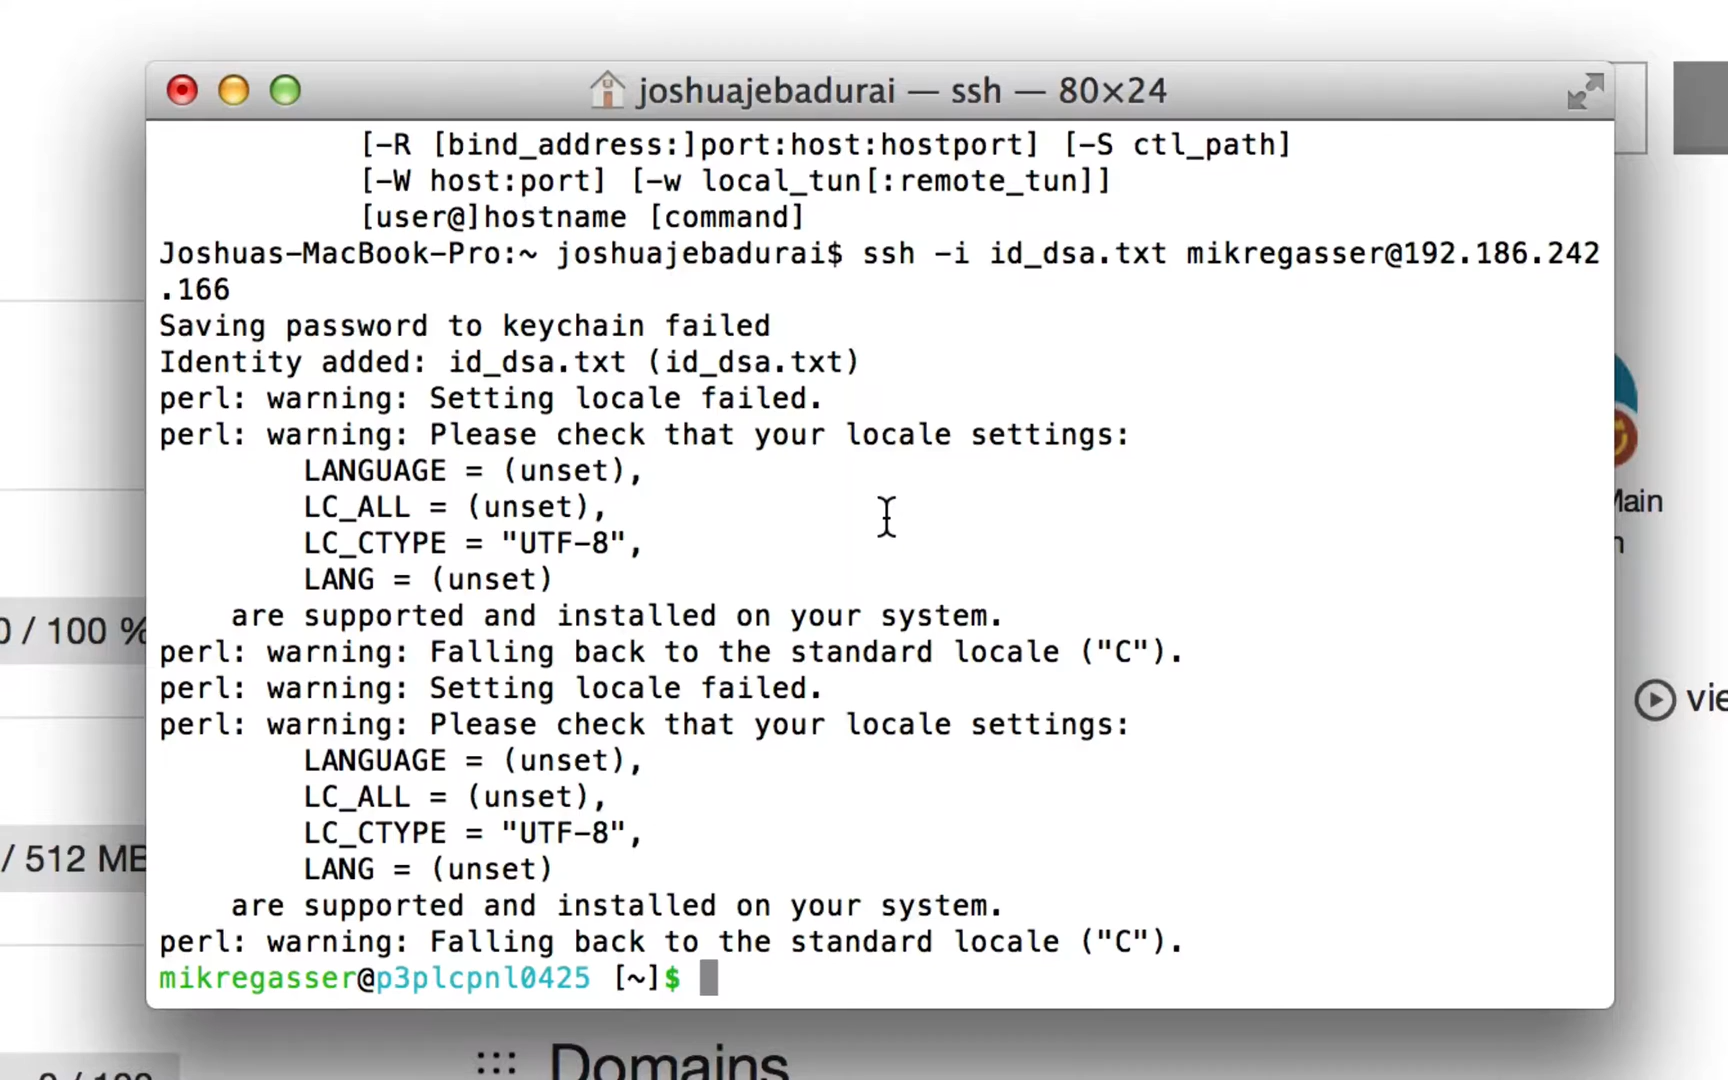 joshuajebadurai — ssh — 80×24
[-R [bind_address:]port:host:hostport] [-S ctl_path]
[-W host:port] [-w local_tun[:remote_tun]]
[user@]hostname [command]
Joshuas-MacBook-Pro:~ joshuajebadurai$ ssh -i id_dsa.txt mikregasser@192.186.242
.166
Saving password to keychain failed
Identity added: id_dsa.txt (id_dsa.txt)
perl: warning: Setting locale failed.
perl: warning: Please check that your locale settings:
LANGUAGE = (unset),
LC_ALL = (unset),
LC_CTYPE = "UTF-8",
LANG = (unset)
are supported and installed on your system.
perl: warning: Falling back to the standard locale ("C").
perl: warning: Setting locale failed.
perl: warning: Please check that your locale settings:
LANGUAGE = (unset),
LC_ALL = (unset),
LC_CTYPE = "UTF-8",
LANG = (unset)
are supported and installed on your system.
perl: warning: Falling back to the standard locale ("C").
mikregasser@p3plcpnl0425 [~]$
0 / 100 %
/ 512 MB
Main
vie
Domains